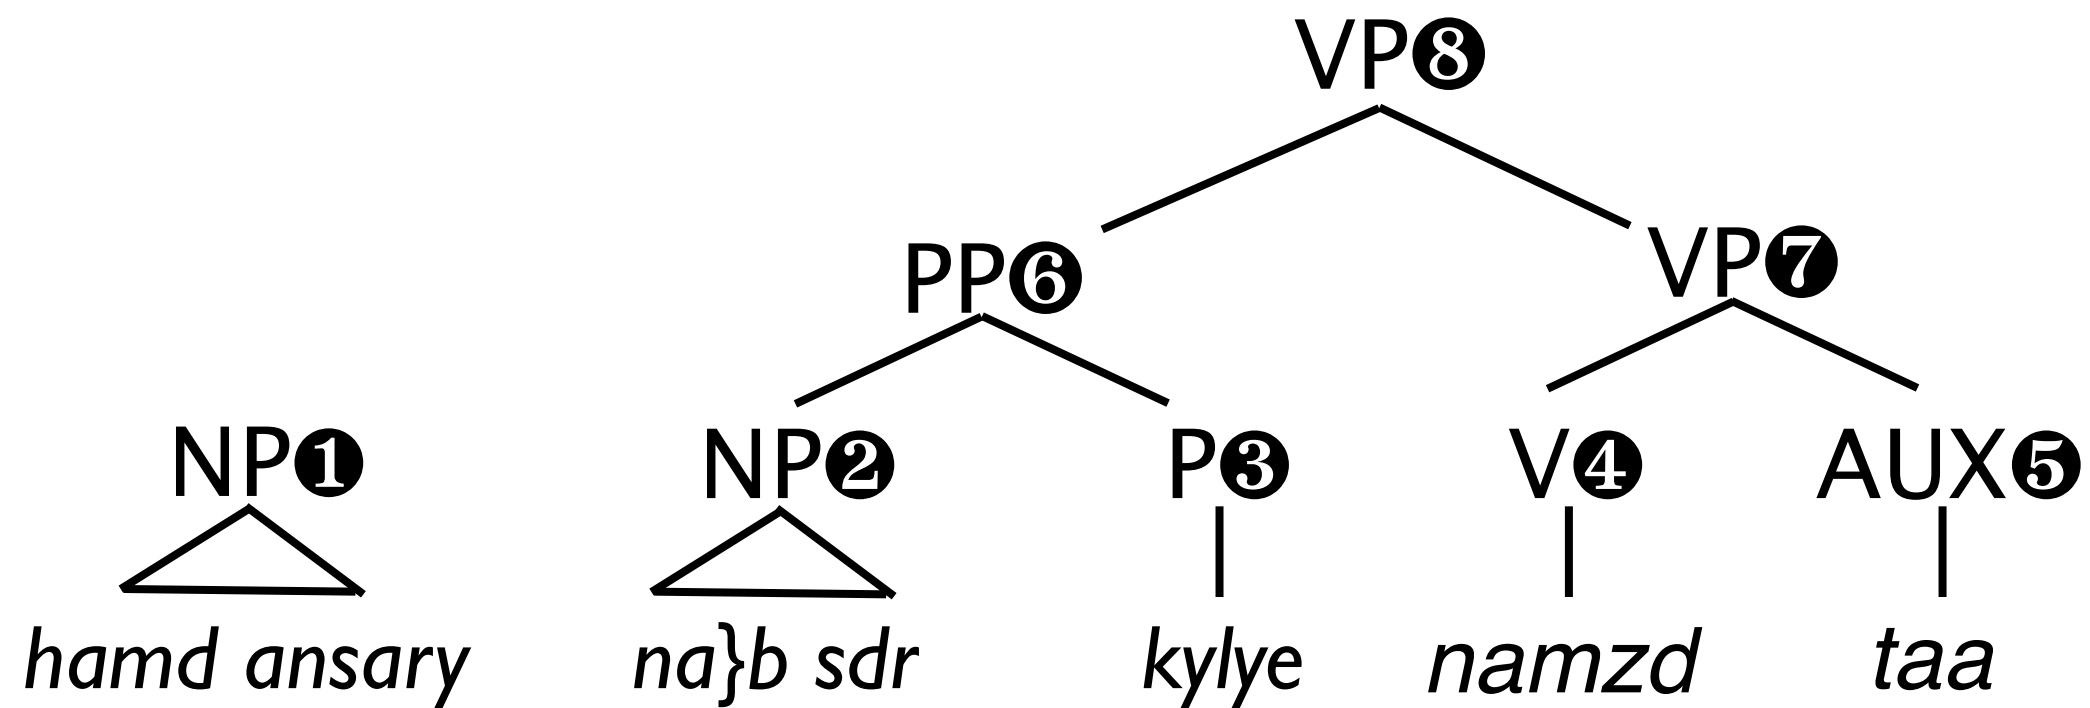 VP❽
PP❻ VP❼
NP❶ NP❷ P❸ V❹ AUX❺
hamd ansary na}b sdr kylye namzd taa